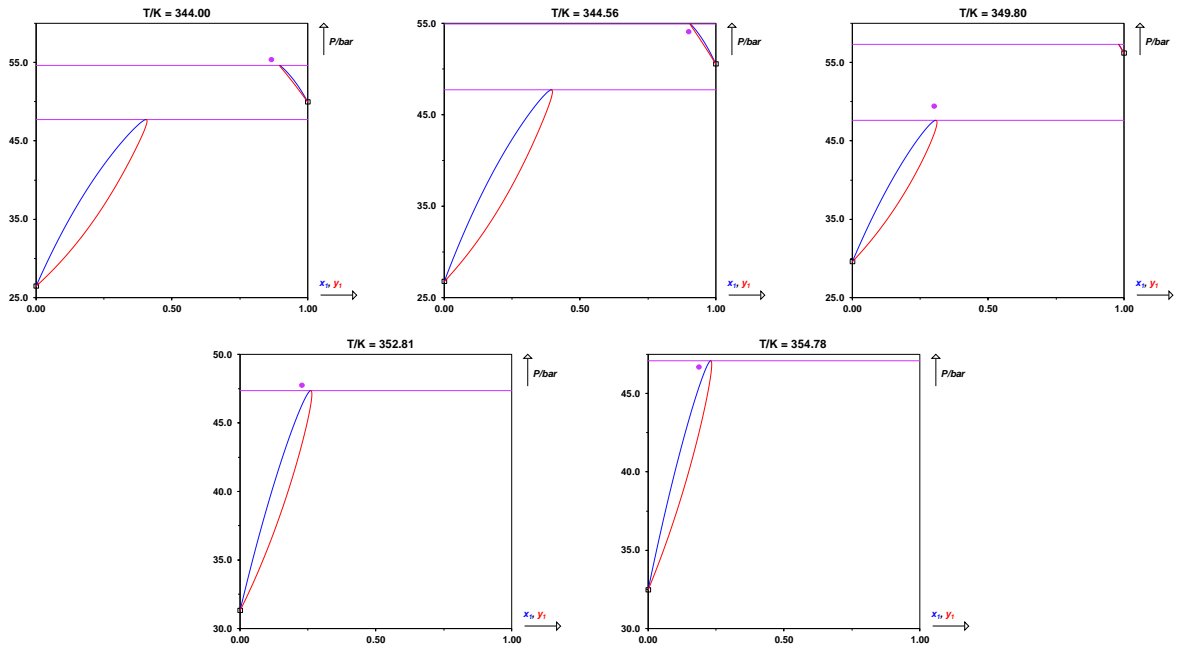 T/K = 344.00
P/bar
55.0
45.0
35.0
25.0
0.00
0.50
1.00
x₁, y₁
T/K = 344.56
P/bar
55.0
45.0
35.0
25.0
0.00
0.50
1.00
x₁, y₁
T/K = 349.80
P/bar
55.0
45.0
35.0
25.0
0.00
0.50
1.00
x₁, y₁
T/K = 352.81
P/bar
50.0
45.0
40.0
35.0
30.0
0.00
0.50
1.00
x₁, y₁
T/K = 354.78
P/bar
45.0
40.0
35.0
30.0
0.00
0.50
1.00
x₁, y₁